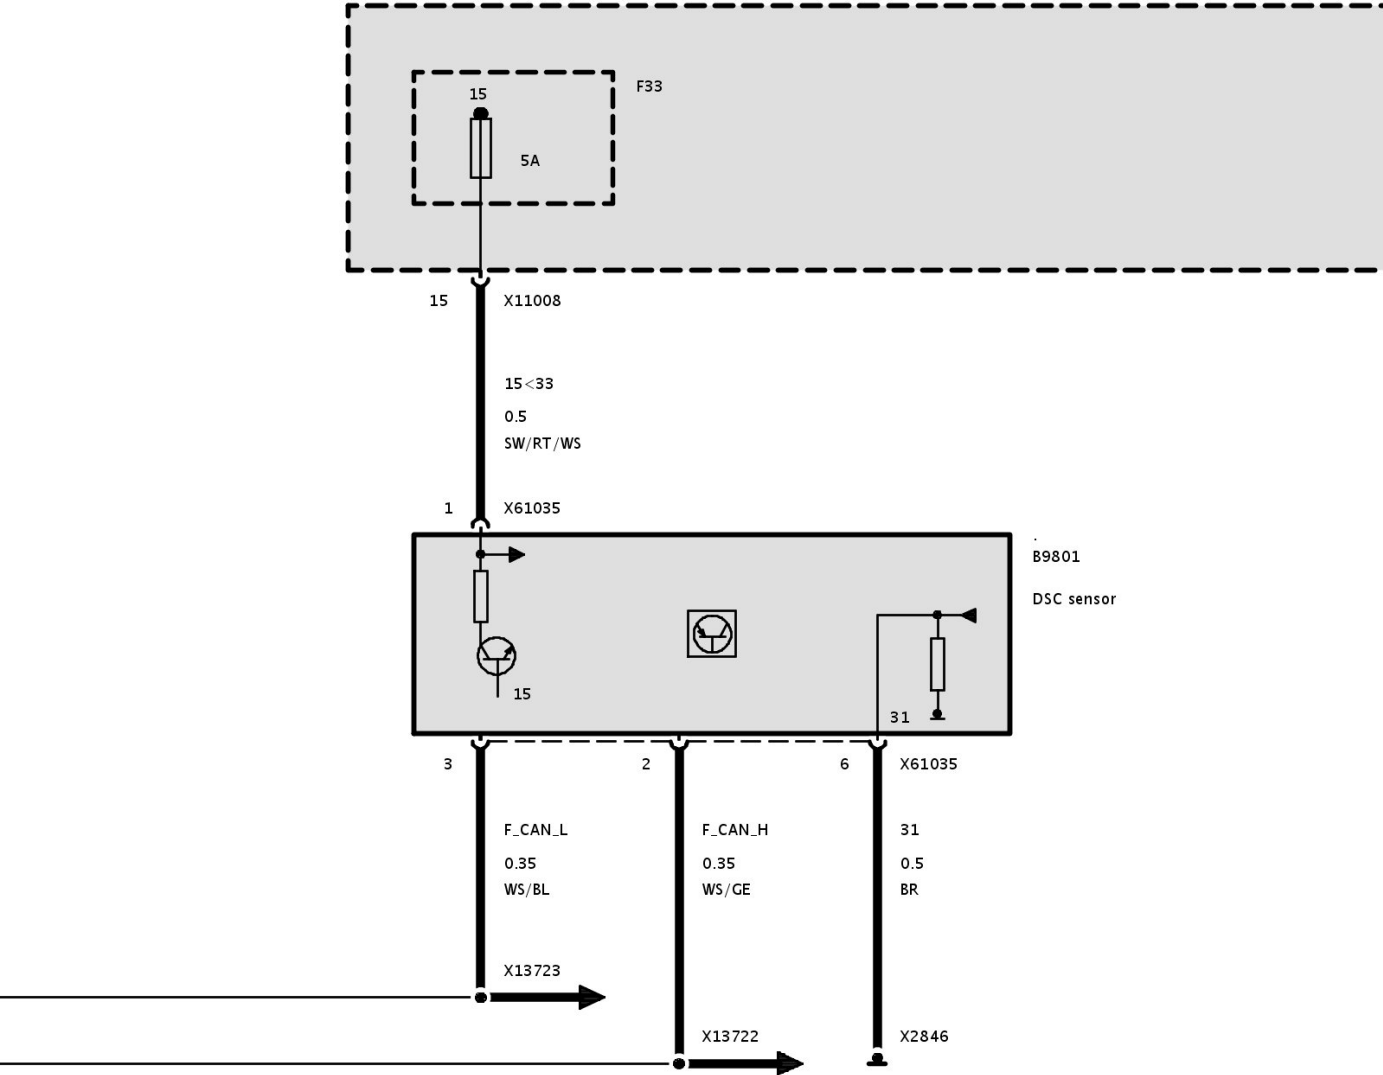 F33
15
5A
15 X11008
15<33
0.5
SW/RT/WS
1 X61035
.
B9801
DSC sensor
15
31
3 2 6 X61035
F_CAN_L F_CAN_H 31
0.35 0.35 0.5
WS/BL WS/GE BR
X13723
X13722 X2846